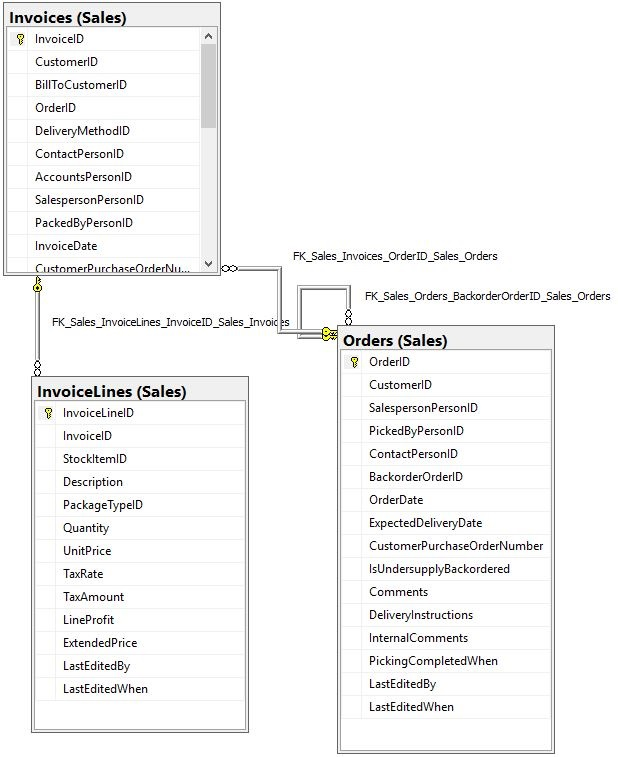 Invoices (Sales)
InvoiceID
CustomerID
BillToCustomerID
OrderID
DeliveryMethodID
ContactPersonID
AccountsPersonID
SalespersonPersonID
PackedByPersonID
InvoiceDate
CustomerPurchaseOrderNu...
FK_Sales_Invoices_OrderID_Sales_Orders
FK_Sales_Orders_BackorderOrderID_Sales_Orders
FK_Sales_InvoiceLines_InvoiceID_Sales_Invoices
InvoiceLines (Sales)
InvoiceLineID
InvoiceID
StockItemID
Description
PackageTypeID
Quantity
UnitPrice
TaxRate
TaxAmount
LineProfit
ExtendedPrice
LastEditedBy
LastEditedWhen
Orders (Sales)
OrderID
CustomerID
SalespersonPersonID
PickedByPersonID
ContactPersonID
BackorderOrderID
OrderDate
ExpectedDeliveryDate
CustomerPurchaseOrderNumber
IsUndersupplyBackordered
Comments
DeliveryInstructions
InternalComments
PickingCompletedWhen
LastEditedBy
LastEditedWhen